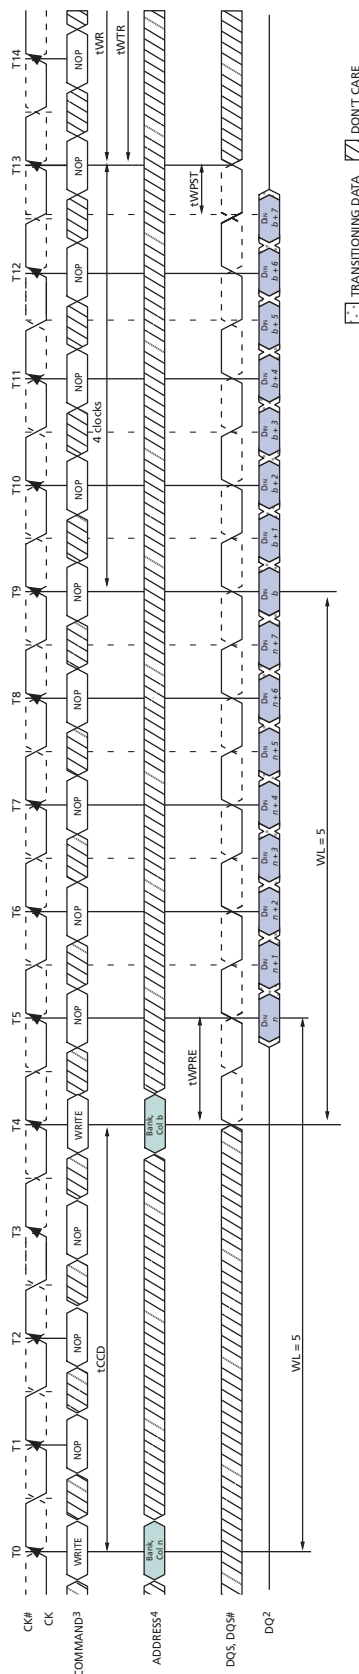 T0 T1 T2 T3 T4 T5 T6 T7 T8 T9 T10 T11 T12 T13 T14
CK#
CK
COMMAND3 WRITE NOP NOP NOP WRITE NOP NOP NOP NOP NOP NOP NOP NOP NOP NOP
tCCD 4 clocks tWR
tWTR
ADDRESS4 Bank, Col n Bank, Col b
tWPRE tWPST
DQS, DQS#
DQ2 DIN n DIN n + 1 DIN n + 2 DIN n + 3 DIN n + 4 DIN n + 5 DIN n + 6 DIN n + 7 DIN b DIN b + 1 DIN b + 2 DIN b + 3 DIN b + 4 DIN b + 5 DIN b + 6 DIN b + 7
WL = 5
WL = 5
TRANSITIONING DATA DON'T CARE